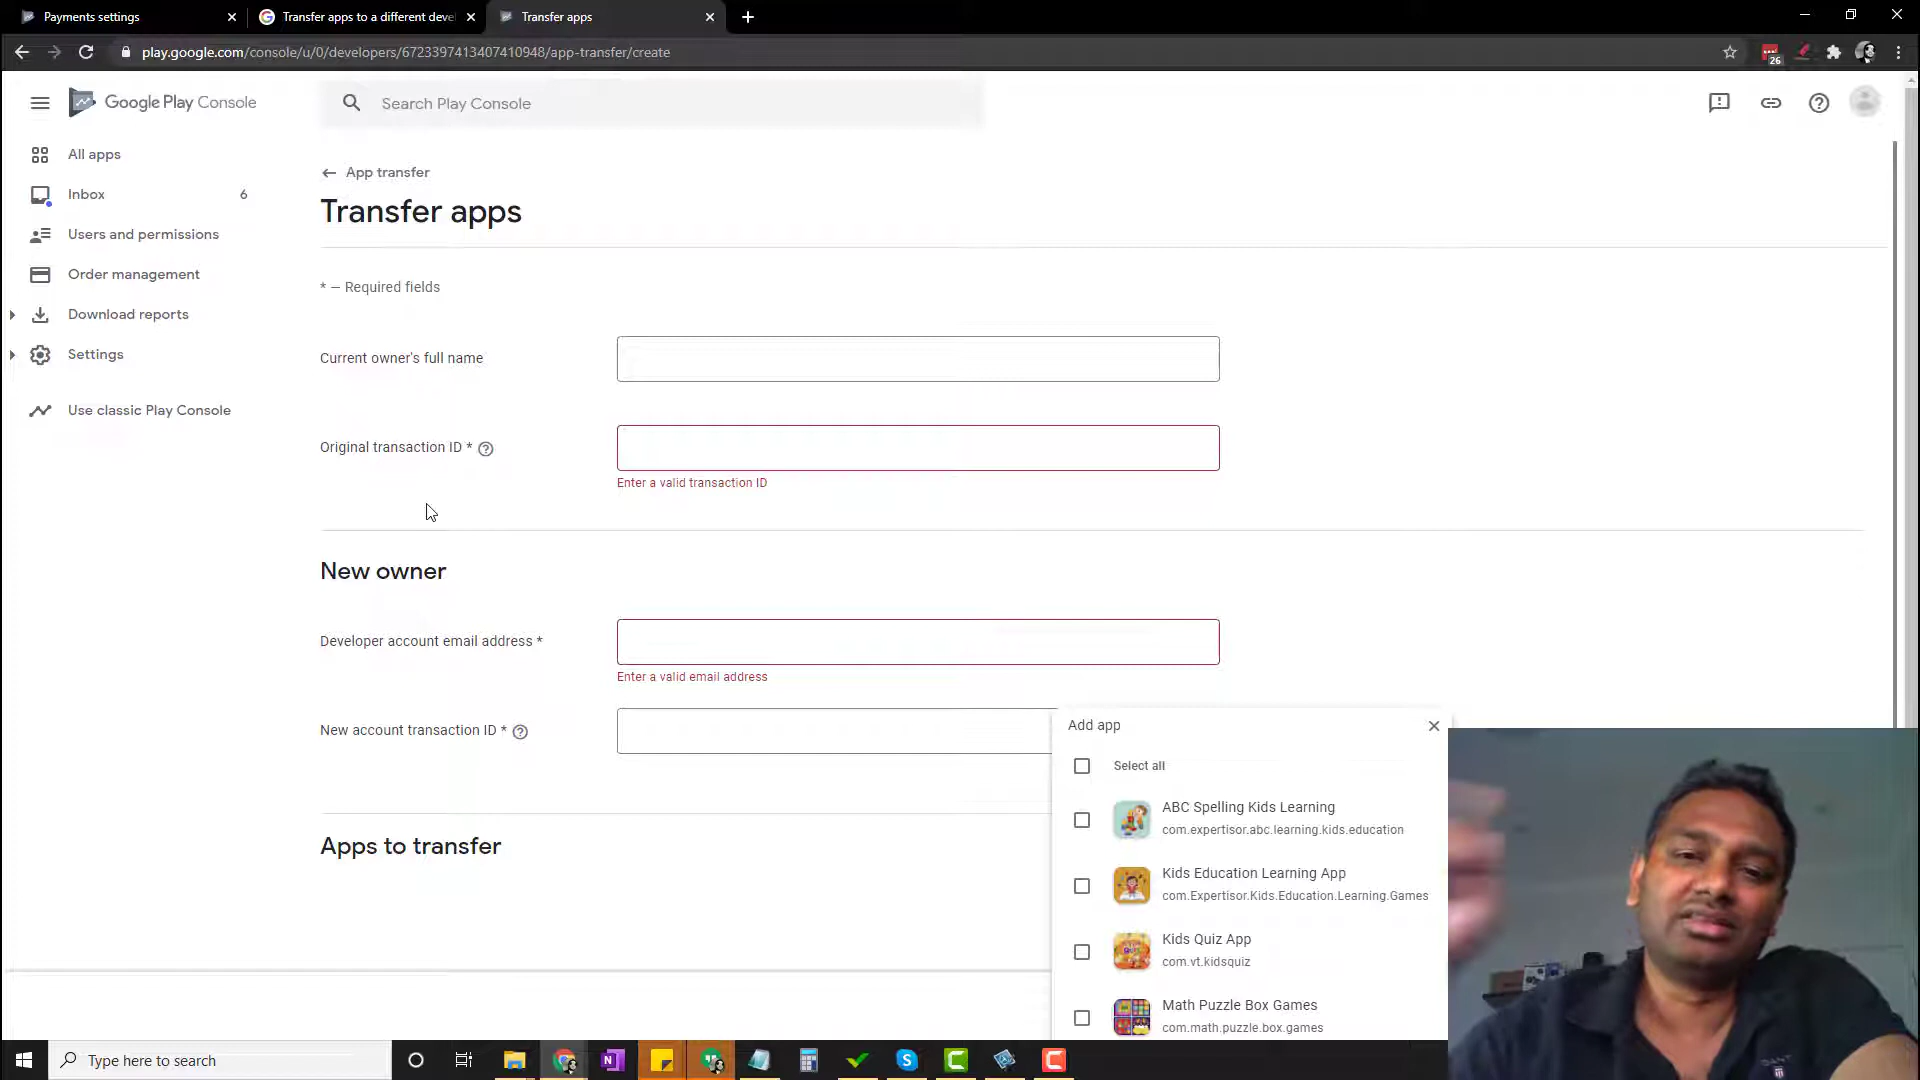 Payments settings
Transfer apps to a different deve
Transfer apps
play.google.com/console/u/0/developers/6723397413407410948/app-transfer/create
26
Google Play Console
Search Play Console
All apps
Inbox 6
Users and permissions
Order management
Download reports
Settings
Use classic Play Console
App transfer
Transfer apps
* – Required fields
Current owner's full name
Original transaction ID *
Enter a valid transaction ID
New owner
Developer account email address *
Enter a valid email address
New account transaction ID *
Apps to transfer
Add app
Select all
ABC Spelling Kids Learning
com.expertisor.abc.learning.kids.education
Kids Education Learning App
com.Expertisor.Kids.Education.Learning.Games
Kids Quiz App
com.vt.kidsquiz
Math Puzzle Box Games
com.math.puzzle.box.games
Type here to search